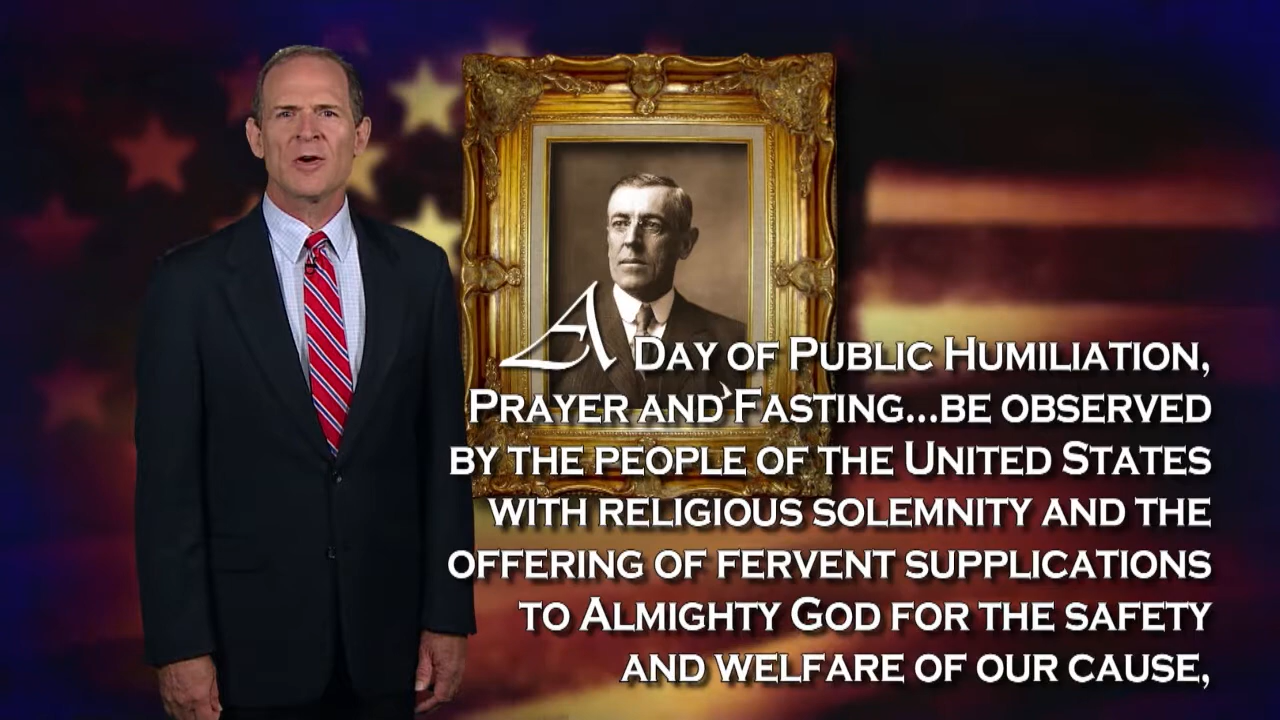 A Day of Public Humiliation,
Prayer and Fasting...be observed
by the people of the United States
with religious solemnity and the
offering of fervent supplications
to Almighty God for the safety
and welfare of our cause,